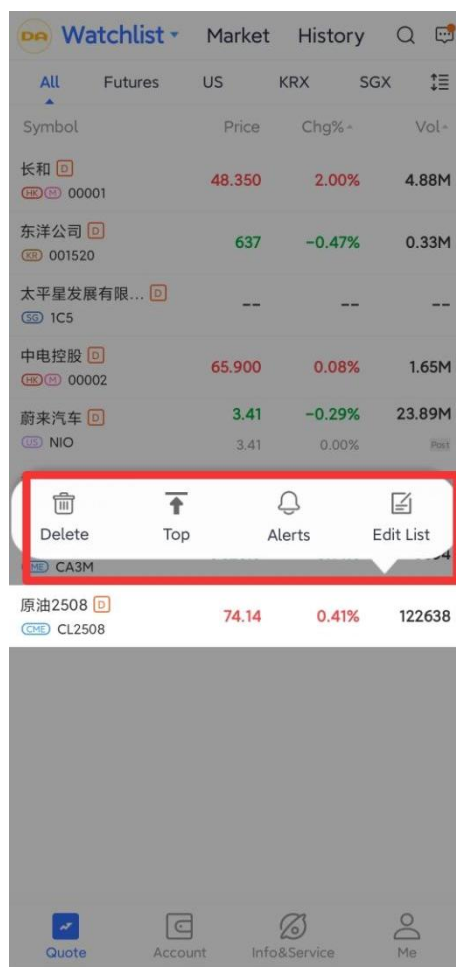 DA Watchlist Market History
All Futures US KRX SGX
Symbol Price Chg% Vol
长和 D 48.350 2.00% 4.88M
HK M 00001
东洋公司 D 637 -0.47% 0.33M
KR 001520
太平星发展有限... D -- -- --
SG 1C5
中电控股 D 65.900 0.08% 1.65M
HK M 00002
蔚来汽车 D 3.41 -0.29% 23.89M
US NIO 3.41 0.00% Post
Delete Top Alerts Edit List
CME CA3M
原油2508 D 74.14 0.41% 122638
CME CL2508
Quote Account Info&Service Me